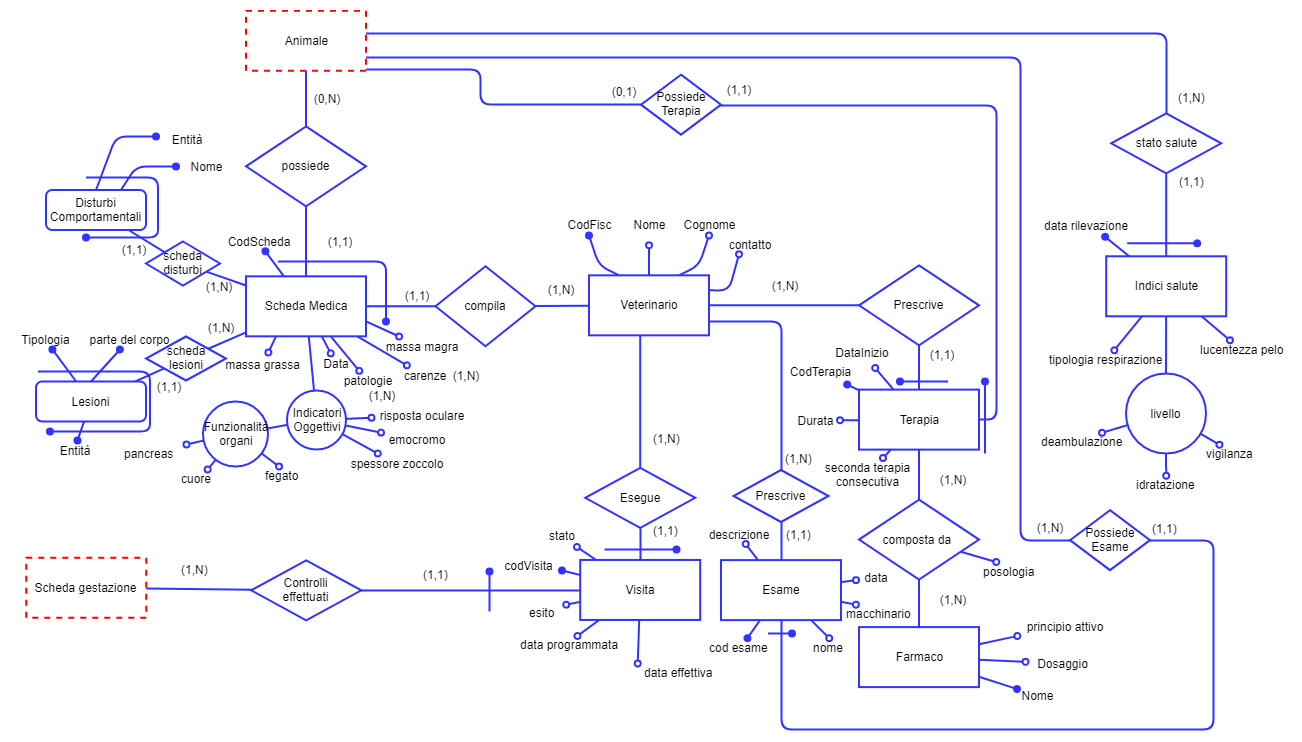 Animale
(0,N)
(0,1)
Possiede
Terapia
(1,1)
(1,N)
stato salute
(1,1)
Entità
Nome
Disturbi
Comportamentali
possiede
(1,1)
scheda
disturbi
(1,N)
CodScheda
(1,1)
Scheda Medica
(1,1)
compila
(1,N)
CodFisc
Nome
Cognome
contatto
Veterinario
(1,N)
Prescrive
(1,1)
data rilevazione
Indici salute
tipologia respirazione
lucentezza pelo
livello
deambulazione
vigilanza
idratazione
Tipologia
parte del corpo
(1,N)
scheda
lesioni
(1,1)
Lesioni
Entità
massa grassa
Data
patologie
(1,N)
massa magra
carenze
(1,N)
Funzionalita
organi
Indicatori
Oggettivi
risposta oculare
emocromo
spessore zoccolo
pancreas
cuore
fegato
DataInizio
CodTerapia
Durata
Terapia
seconda terapia
consecutiva
(1,N)
(1,N)
(1,N)
Esegue
(1,1)
Prescrive
(1,1)
composta da
posologia
(1,N)
(1,N)
Possiede
Esame
(1,1)
Scheda gestazione
(1,N)
Controlli
effettuati
(1,1)
stato
codVisita
Visita
esito
data programmata
data effettiva
descrizione
Esame
data
macchinario
cod esame
nome
Farmaco
principio attivo
Dosaggio
Nome